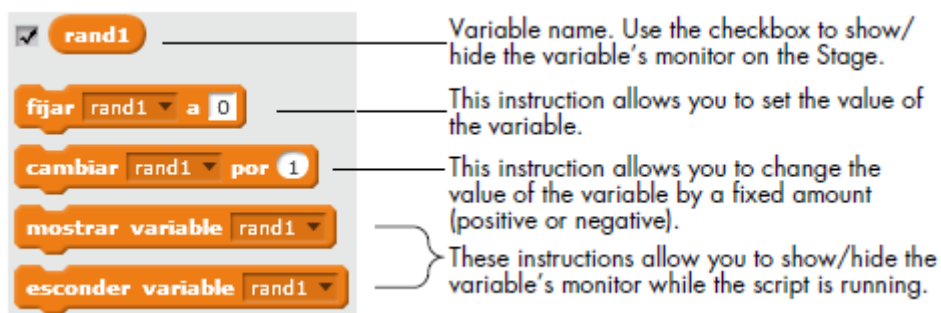 rand1
Variable name. Use the checkbox to show/
hide the variable's monitor on the Stage.
fijar rand1 a 0
This instruction allows you to set the value of
the variable.
cambiar rand1 por 1
This instruction allows you to change the
value of the variable by a fixed amount
(positive or negative).
mostrar variable rand1
esconder variable rand1
These instructions allow you to show/hide the
variable's monitor while the script is running.